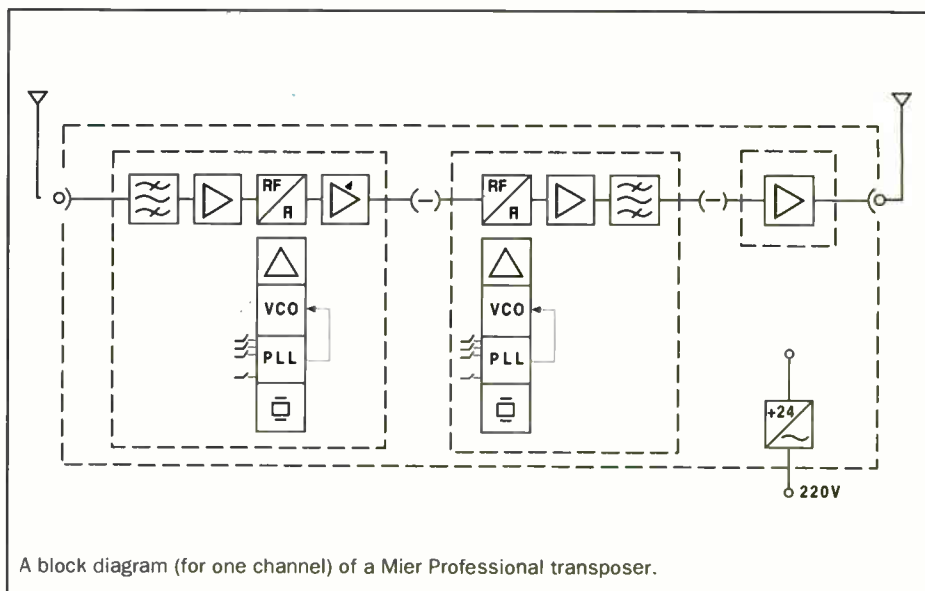 RF
A
RF
A
VCO
PLL
VCO
PLL
+24
220V
A block diagram (for one channel) of a Mier Professional transposer.